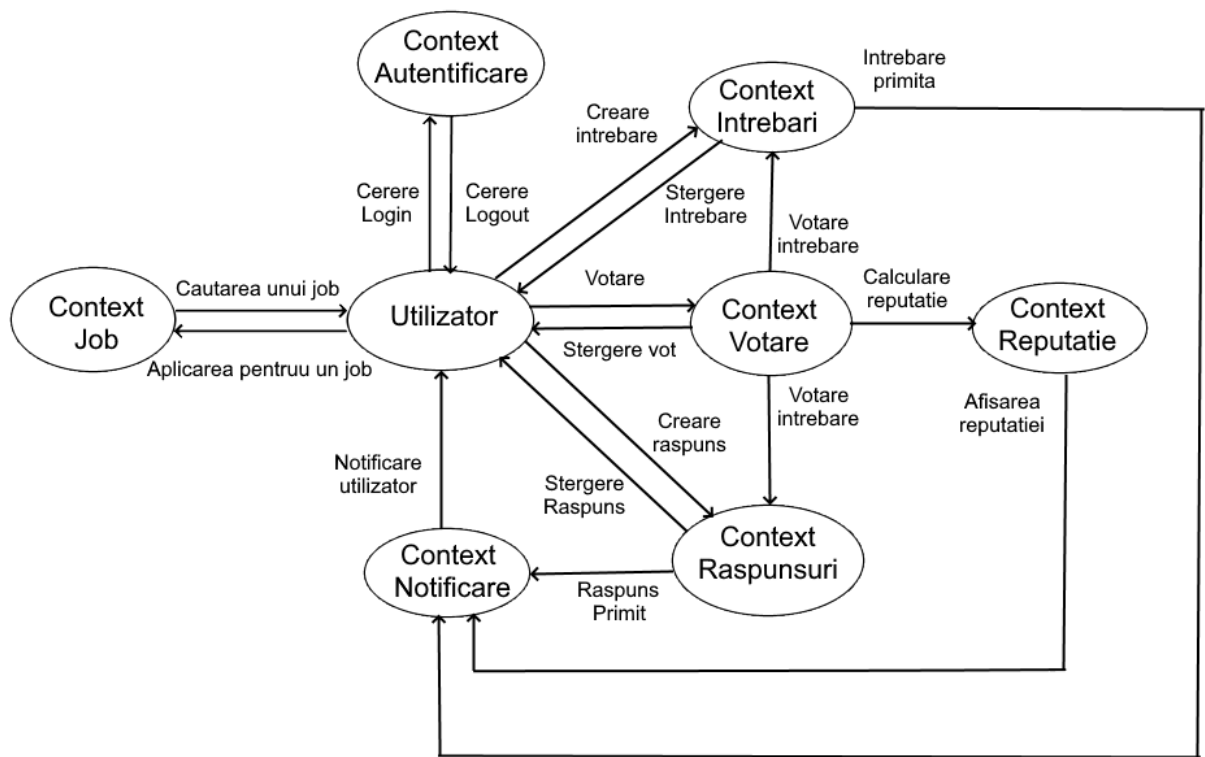 Context
Autentificare
Intrebare
primita
Context
Intrebari
Creare
intrebare
Cerere
Login
Cerere
Logout
Stergere
Intrebare
Votare
intrebare
Cautarea unui job
Context
Job
Aplicarea pentruu un job
Utilizator
Votare
Stergere vot
Context
Votare
Calculare
reputatie
Context
Reputatie
Votare
intrebare
Afisarea
reputatiei
Creare
raspuns
Notificare
utilizator
Stergere
Raspuns
Context
Notificare
Raspuns
Primit
Context
Raspunsuri